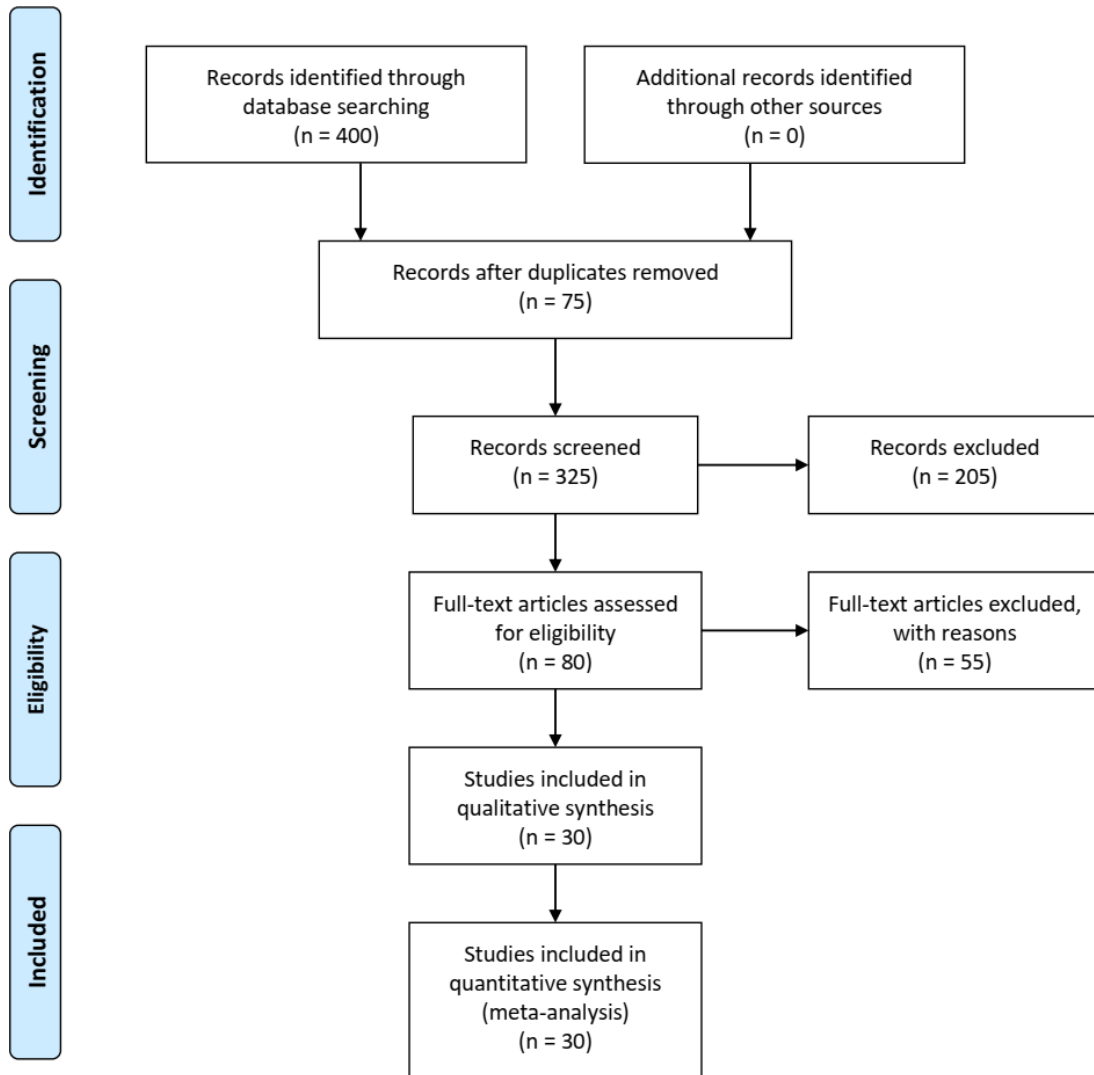 Identification
Records identified through
database searching
(n = 400)
Additional records identified
through other sources
(n = 0)
Records after duplicates removed
(n = 75)
Screening
Records screened
(n = 325)
Records excluded
(n = 205)
Eligibility
Full-text articles assessed
for eligibility
(n = 80)
Full-text articles excluded,
with reasons
(n = 55)
Studies included in
qualitative synthesis
(n = 30)
Included
Studies included in
quantitative synthesis
(meta-analysis)
(n = 30)